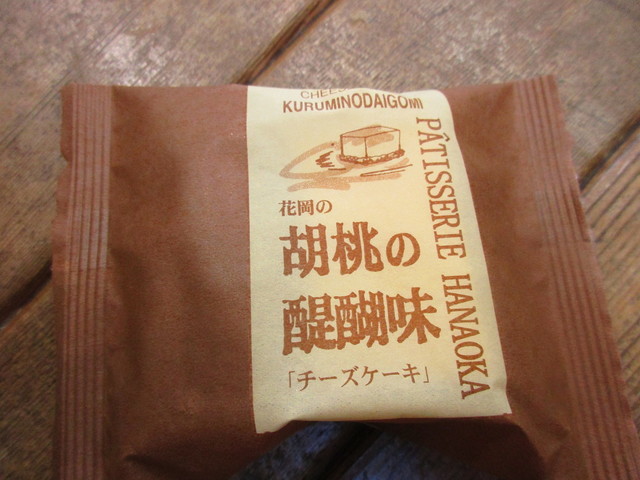 KURUMINODAIGOMI
花岡の
胡桃の
醍醐味
「チーズケーキ」
PÂTISSERIE HANAOKA